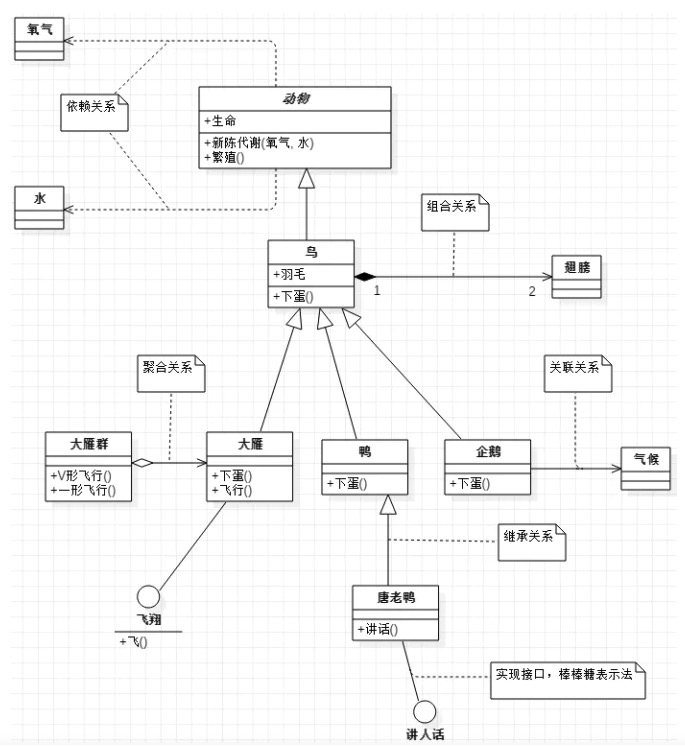 氧气
动物
+生命
+新陈代谢(氧气, 水)
+繁殖()
依赖关系
水
组合关系
鸟
+羽毛
+下蛋()
1
2
翅膀
聚合关系
关联关系
大雁群
+V形飞行()
+一形飞行()
大雁
+下蛋()
+飞行()
鸭
+下蛋()
企鹅
+下蛋()
气候
继承关系
飞翔
+飞()
唐老鸭
+讲话()
实现接口，棒棒糖表示法
讲人话